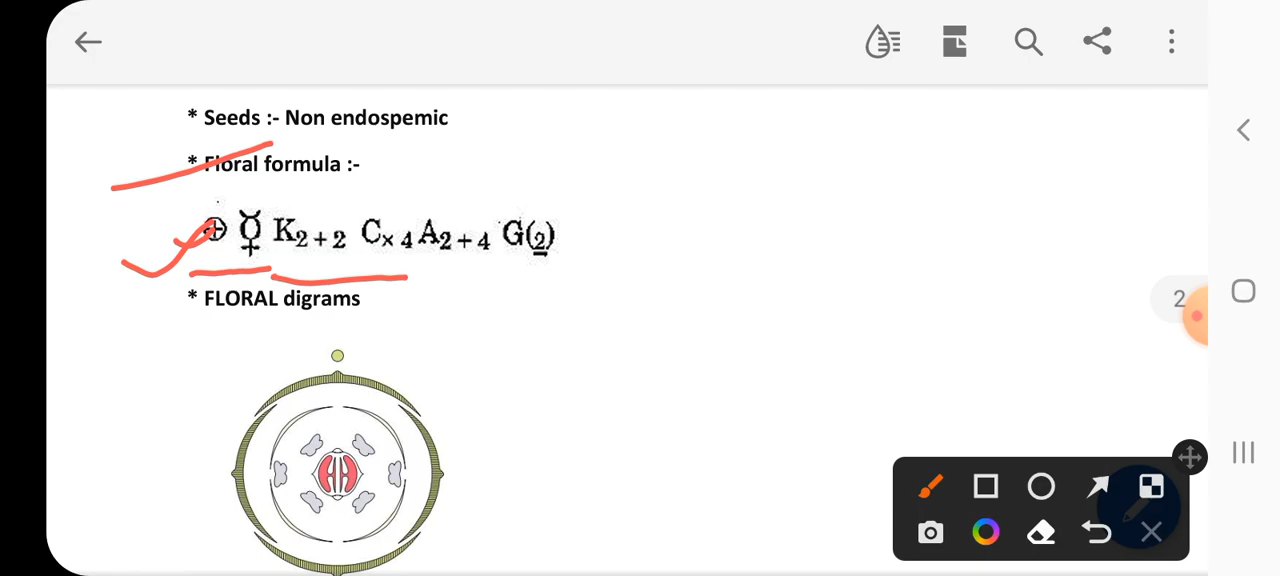 * Seeds :- Non endospemic
* Floral formula :-
⊕ ☿ K2 + 2 C× 4 A2 + 4 G(2)
* FLORAL digrams
2